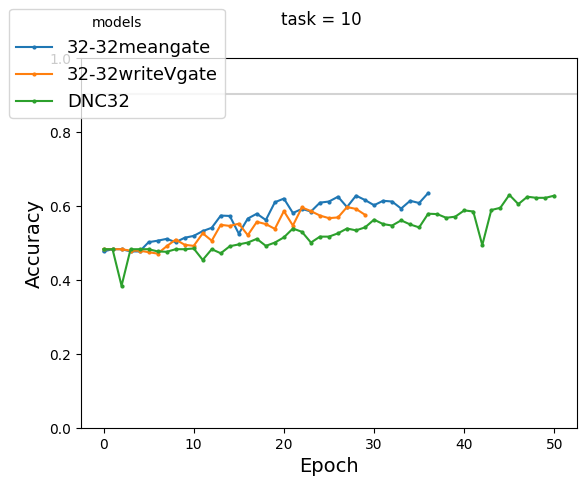 task = 10
models
32-32meangate
32-32writeVgate
DNC32
1.0
0.8
0.6
0.4
0.2
0.0
Accuracy
0 10 20 30 40 50
Epoch